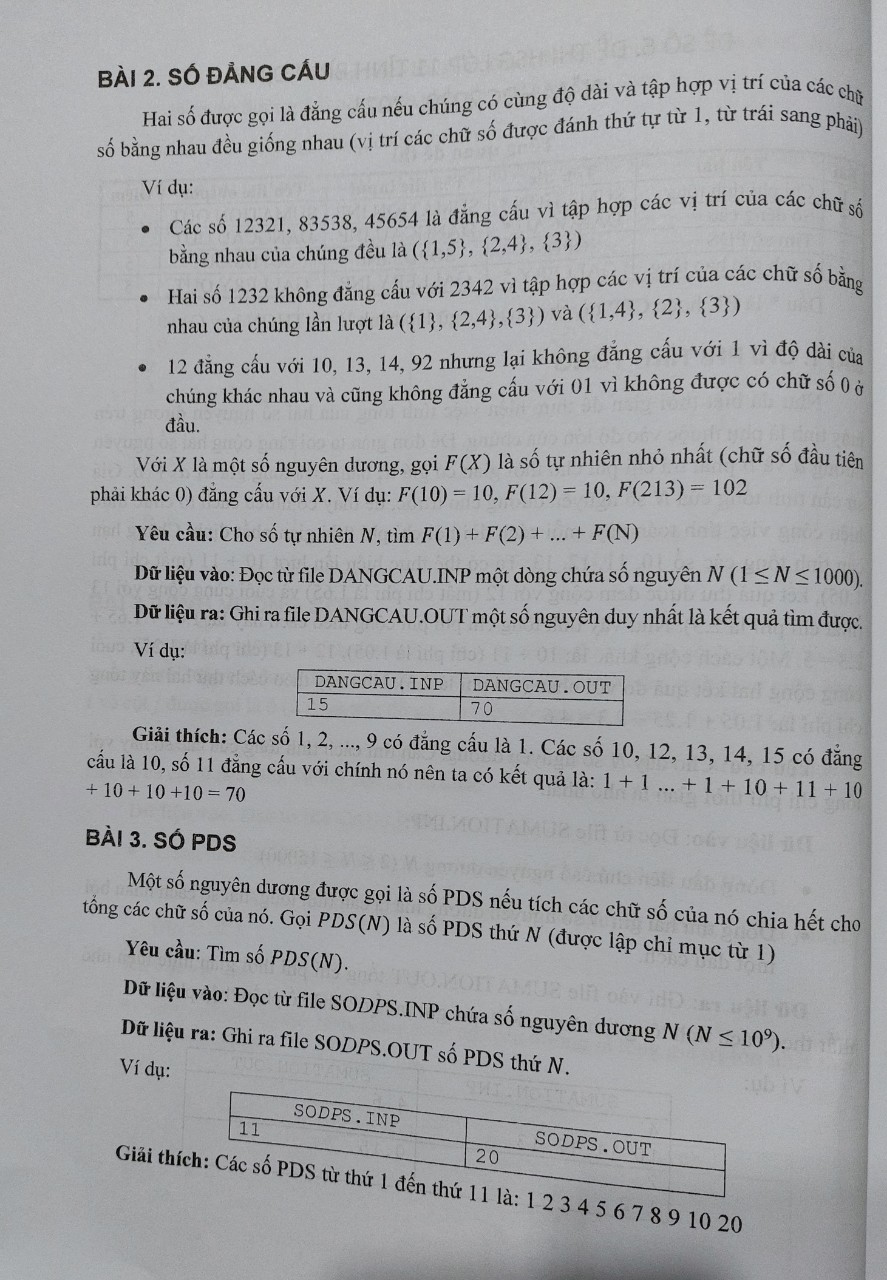 BÀI 2. SỐ ĐẲNG CẤU
Hai số được gọi là đẳng cấu nếu chúng có cùng độ dài và tập hợp vị trí của các chữ
số bằng nhau đều giống nhau (vị trí các chữ số được đánh thứ tự từ 1, từ trái sang phải)
Ví dụ:
• Các số 12321, 83538, 45654 là đẳng cấu vì tập hợp các vị trí của các chữ số
bằng nhau của chúng đều là ({1,5}, {2,4}, {3})
• Hai số 1232 không đẳng cấu với 2342 vì tập hợp các vị trí của các chữ số bằng
nhau của chúng lần lượt là ({1}, {2,4},{3}) và ({1,4}, {2}, {3})
• 12 đẳng cấu với 10, 13, 14, 92 nhưng lại không đẳng cấu với 1 vì độ dài của
chúng khác nhau và cũng không đẳng cấu với 01 vì không được có chữ số 0 ở
đầu.
Với X là một số nguyên dương, gọi F(X) là số tự nhiên nhỏ nhất (chữ số đầu tiên
phải khác 0) đẳng cấu với X. Ví dụ: F(10) = 10, F(12) = 10, F(213) = 102
Yêu cầu: Cho số tự nhiên N, tìm F(1) + F(2) + ... + F(N)
Dữ liệu vào: Đọc từ file DANGCAU.INP một dòng chứa số nguyên N (1 ≤ N ≤ 1000).
Dữ liệu ra: Ghi ra file DANGCAU.OUT một số nguyên duy nhất là kết quả tìm được.
Ví dụ:
DANGCAU.INP DANGCAU.OUT
15 70
Giải thích: Các số 1, 2, ..., 9 có đẳng cấu là 1. Các số 10, 12, 13, 14, 15 có đẳng
cấu là 10, số 11 đẳng cấu với chính nó nên ta có kết quả là: 1 + 1 ... + 1 + 10 + 11 + 10
+ 10 + 10 +10 = 70
BÀI 3. SỐ PDS
Một số nguyên dương được gọi là số PDS nếu tích các chữ số của nó chia hết cho
tổng các chữ số của nó. Gọi PDS(N) là số PDS thứ N (được lập chỉ mục từ 1)
Yêu cầu: Tìm số PDS(N).
Dữ liệu vào: Đọc từ file SODPS.INP chứa số nguyên dương N (N ≤ 10⁹).
Dữ liệu ra: Ghi ra file SODPS.OUT số PDS thứ N.
Ví dụ:
SODPS.INP SODPS.OUT
11 20
Giải thích: Các số PDS từ thứ 1 đến thứ 11 là: 1 2 3 4 5 6 7 8 9 10 20